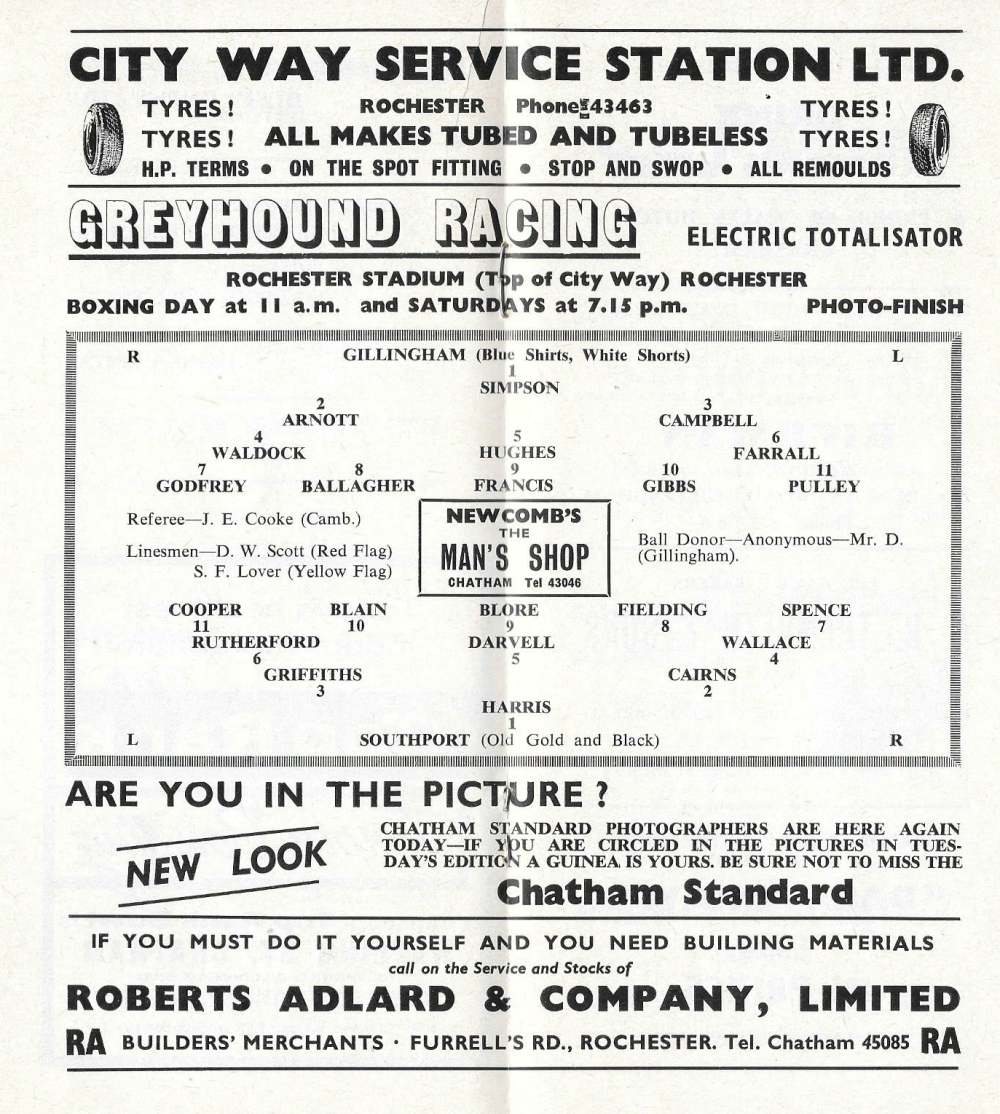 CITY WAY SERVICE STATION LTD.
TYRES! ROCHESTER Phone 43463 TYRES!
TYRES! ALL MAKES TUBED AND TUBELESS TYRES!
H.P. TERMS • ON THE SPOT FITTING • STOP AND SWOP • ALL REMOULDS
GREYHOUND RACING ELECTRIC TOTALISATOR
ROCHESTER STADIUM (Top of City Way) ROCHESTER
BOXING DAY at 11 a.m. and SATURDAYS at 7.15 p.m. PHOTO-FINISH
R GILLINGHAM (Blue Shirts, White Shorts) L
1
SIMPSON
2 3
ARNOTT CAMPBELL
4 5 6
WALDOCK HUGHES FARRALL
7 8 9 10 11
GODFREY BALLAGHER FRANCIS GIBBS PULLEY
Referee—J. E. Cooke (Camb.)
Linesmen—D. W. Scott (Red Flag)
S. F. Lover (Yellow Flag)
NEWCOMB'S
THE
MAN'S SHOP
CHATHAM Tel 43046
Ball Donor—Anonymous—Mr. D.
(Gillingham).
COOPER BLAIN BLORE FIELDING SPENCE
11 10 9 8 7
RUTHERFORD DARVELL WALLACE
6 5 4
GRIFFITHS CAIRNS
3 2
HARRIS
1
L SOUTHPORT (Old Gold and Black) R
ARE YOU IN THE PICTURE?
NEW LOOK
CHATHAM STANDARD PHOTOGRAPHERS ARE HERE AGAIN
TODAY—IF YOU ARE CIRCLED IN THE PICTURES IN TUES-
DAY'S EDITION A GUINEA IS YOURS. BE SURE NOT TO MISS THE
Chatham Standard
IF YOU MUST DO IT YOURSELF AND YOU NEED BUILDING MATERIALS
call on the Service and Stocks of
ROBERTS ADLARD & COMPANY, LIMITED
RA BUILDERS' MERCHANTS · FURRELL'S RD., ROCHESTER. Tel. Chatham 45085 RA